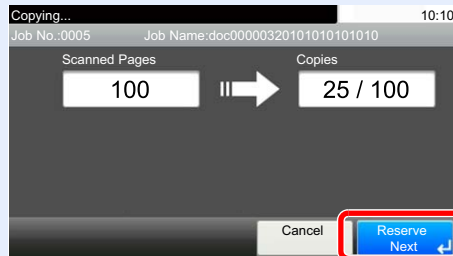 Copying... 10:10
Job No.:0005 Job Name:doc00000320101010101010
Scanned Pages Copies
100 25 / 100
Cancel Reserve
Next